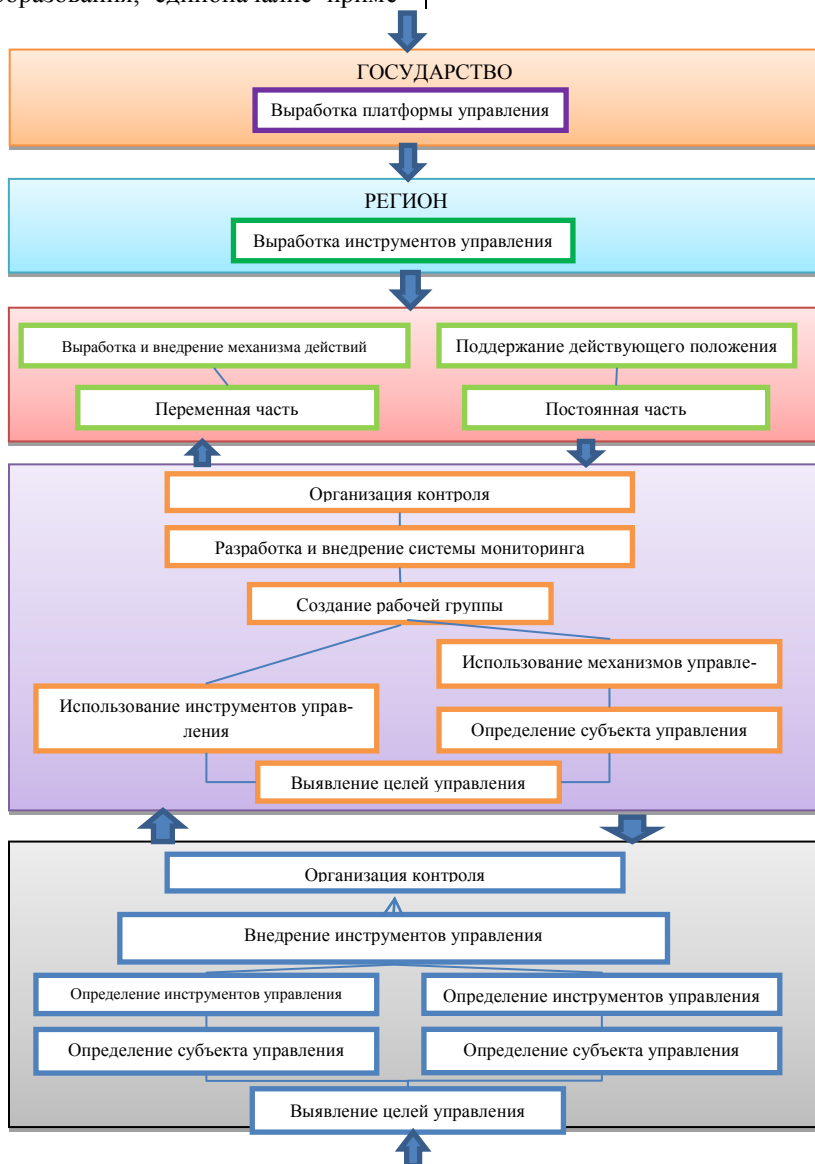 образования, единоначалие приме-
ГОСУДАРСТВО
Выработка платформы управления
РЕГИОН
Выработка инструментов управления
Выработка и внедрение механизма действий
Поддержание действующего положения
Переменная часть
Постоянная часть
Организация контроля
Разработка и внедрение системы мониторинга
Создание рабочей группы
Использование механизмов управле-
Использование инструментов управ-
ления
Определение субъекта управления
Выявление целей управления
Организация контроля
Внедрение инструментов управления
Определение инструментов управления
Определение инструментов управления
Определение субъекта управления
Определение субъекта управления
Выявление целей управления